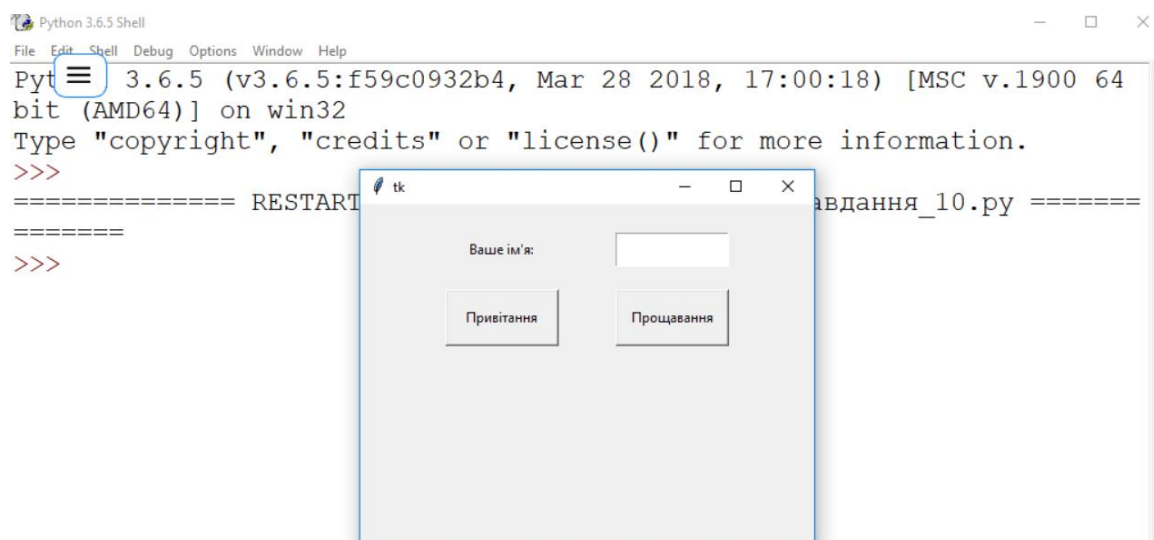 Python 3.6.5 Shell
File Edit Shell Debug Options Window Help
Pyt 3.6.5 (v3.6.5:f59c0932b4, Mar 28 2018, 17:00:18) [MSC v.1900 64
bit (AMD64)] on win32
Type "copyright", "credits" or "license()" for more information.
>>>
============== RESTART авдання_10.py =======
=======
>>>
tk
Ваше ім'я:
Привітання Прощавання